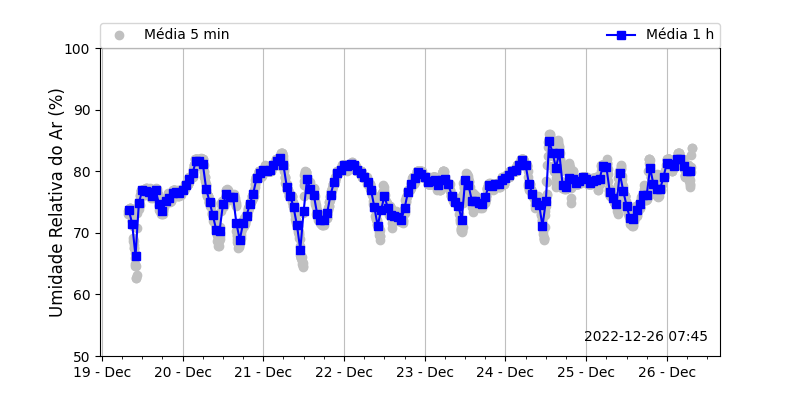 Média 5 min
Média 1 h
Umidade Relativa do Ar (%)
100
90
80
70
60
50
2022-12-26 07:45
19 - Dec
20 - Dec
21 - Dec
22 - Dec
23 - Dec
24 - Dec
25 - Dec
26 - Dec